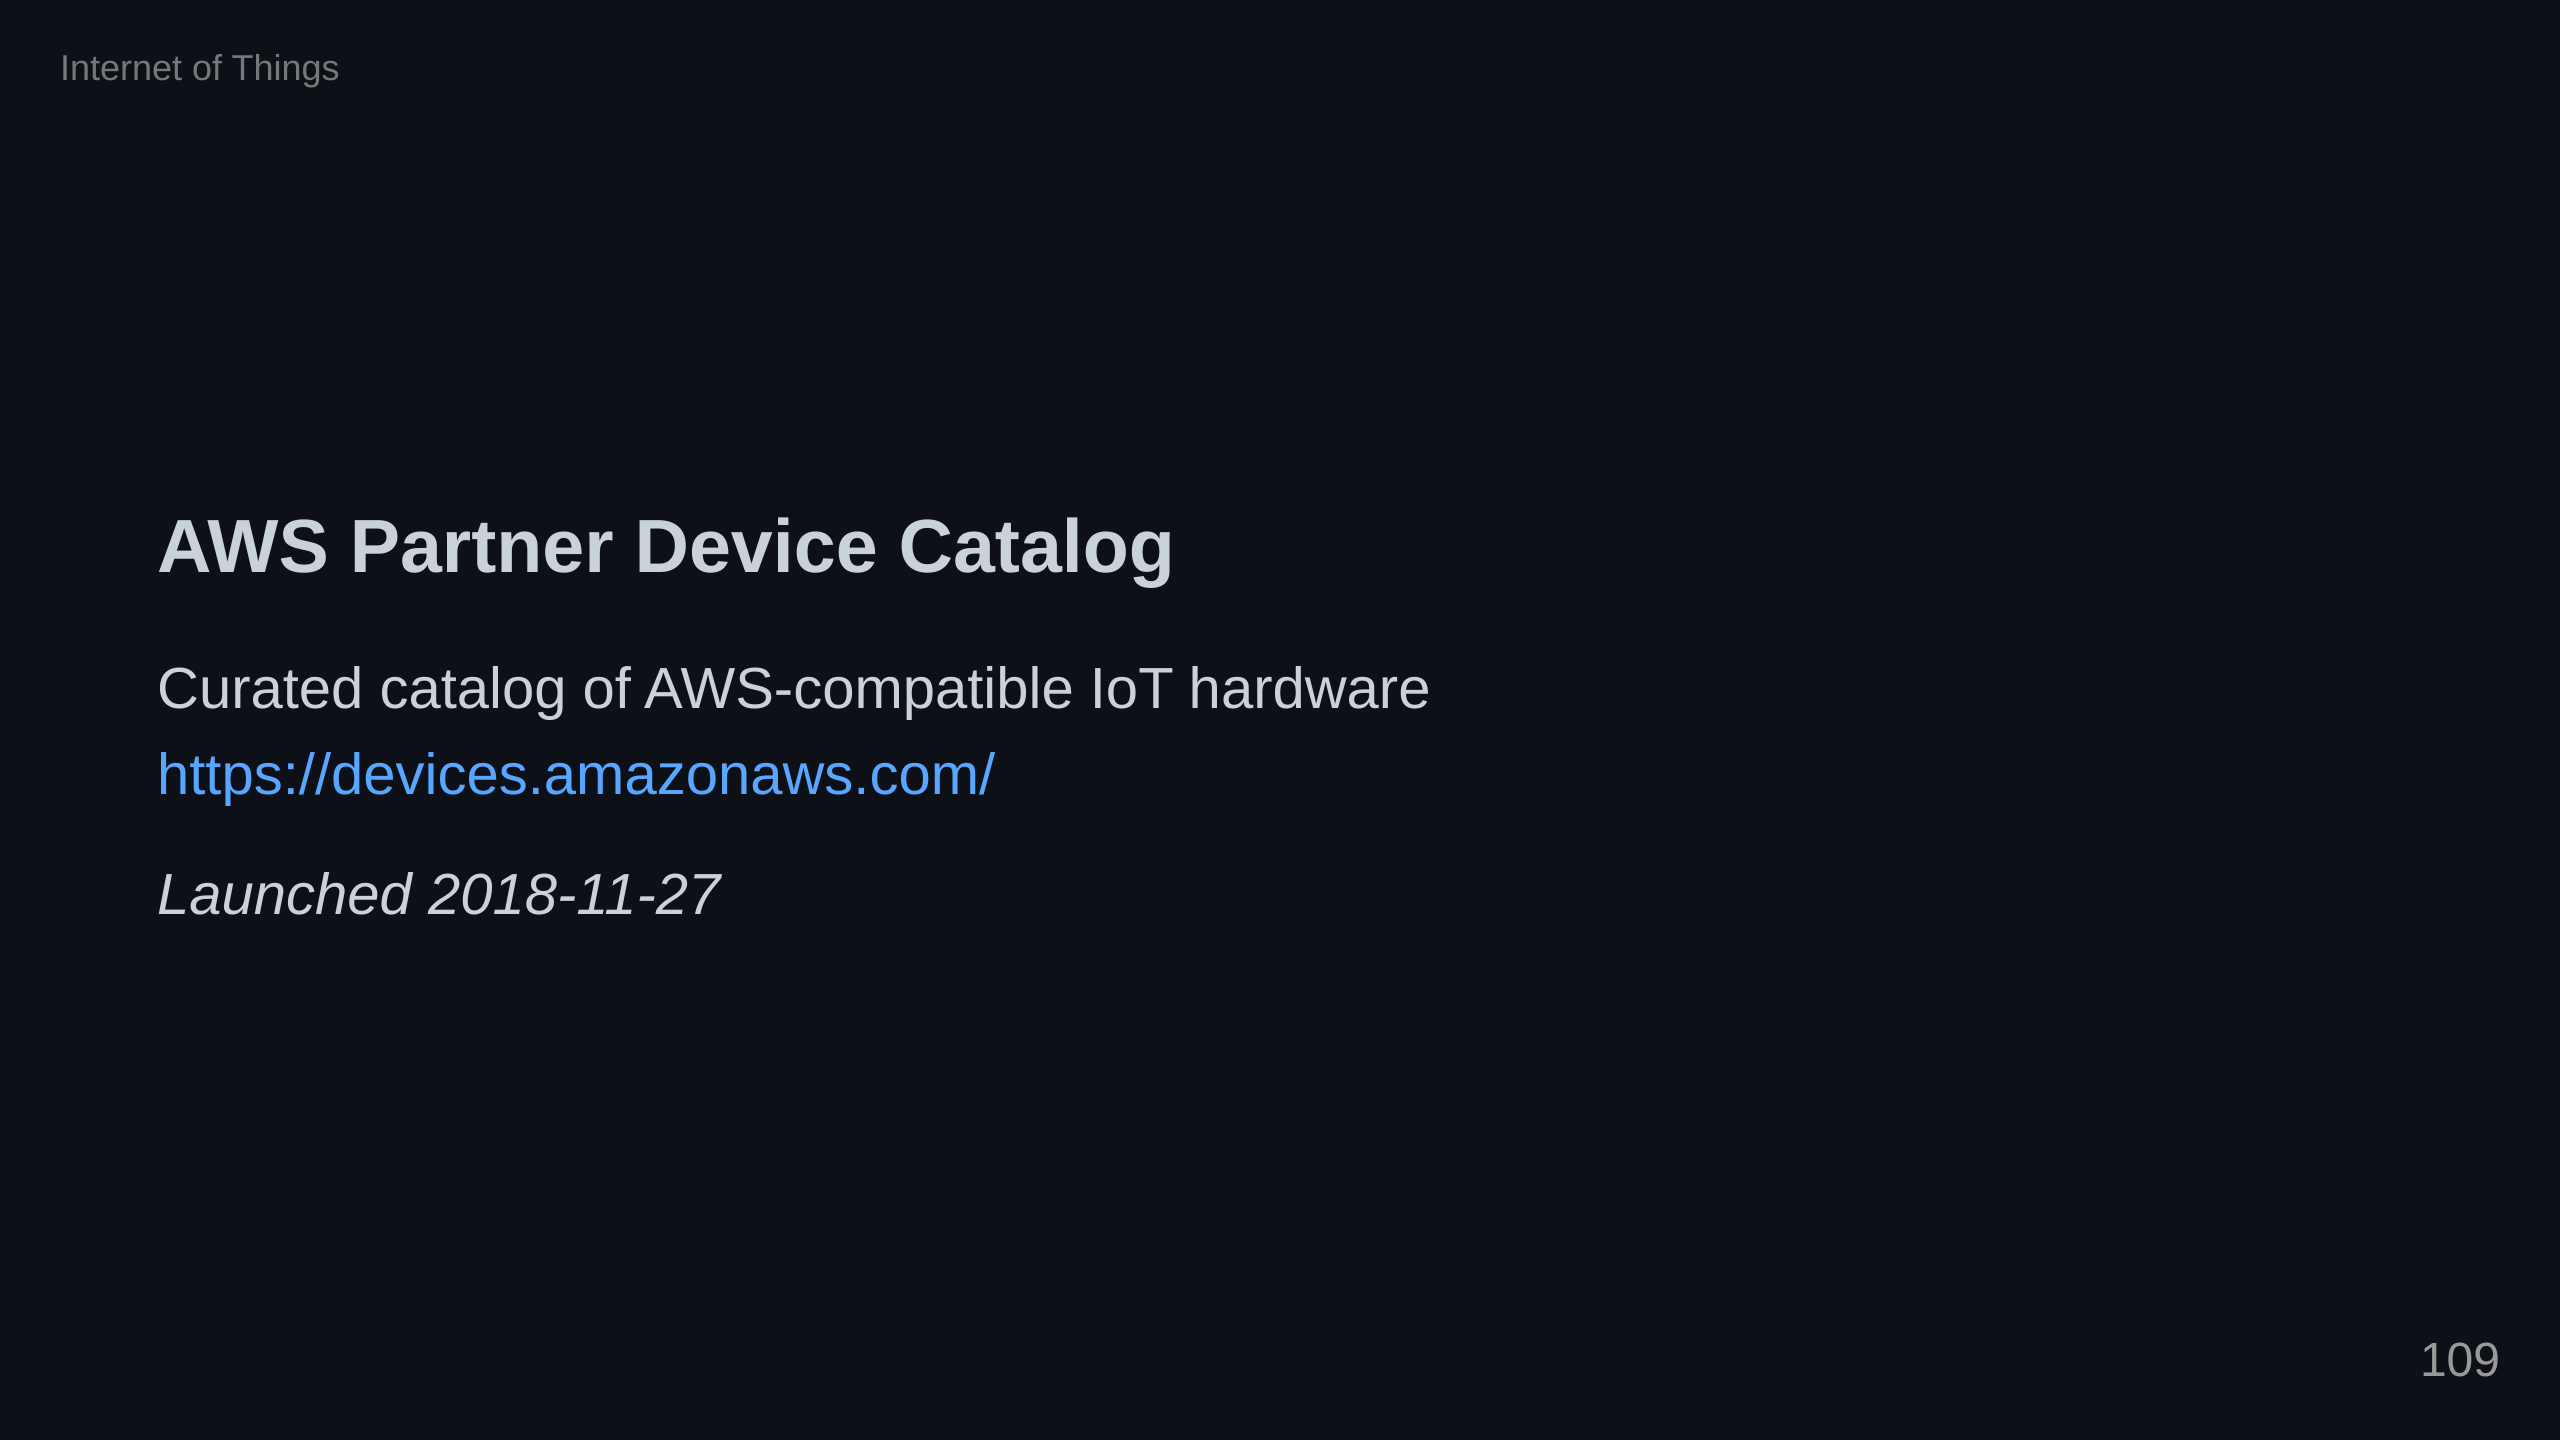 Internet of Things
AWS Partner Device Catalog
Curated catalog of AWS-compatible IoT hardware
https://devices.amazonaws.com/
Launched 2018-11-27
109